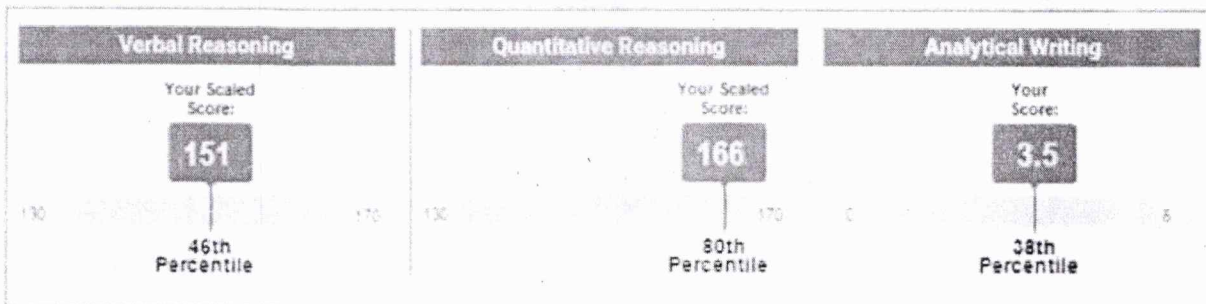 Verbal Reasoning
Your Scaled
Score:
151
130 170
46th
Percentile
Quantitative Reasoning
Your Scaled
Score:
166
130 170
80th
Percentile
Analytical Writing
Your
Score:
3.5
0 6
38th
Percentile